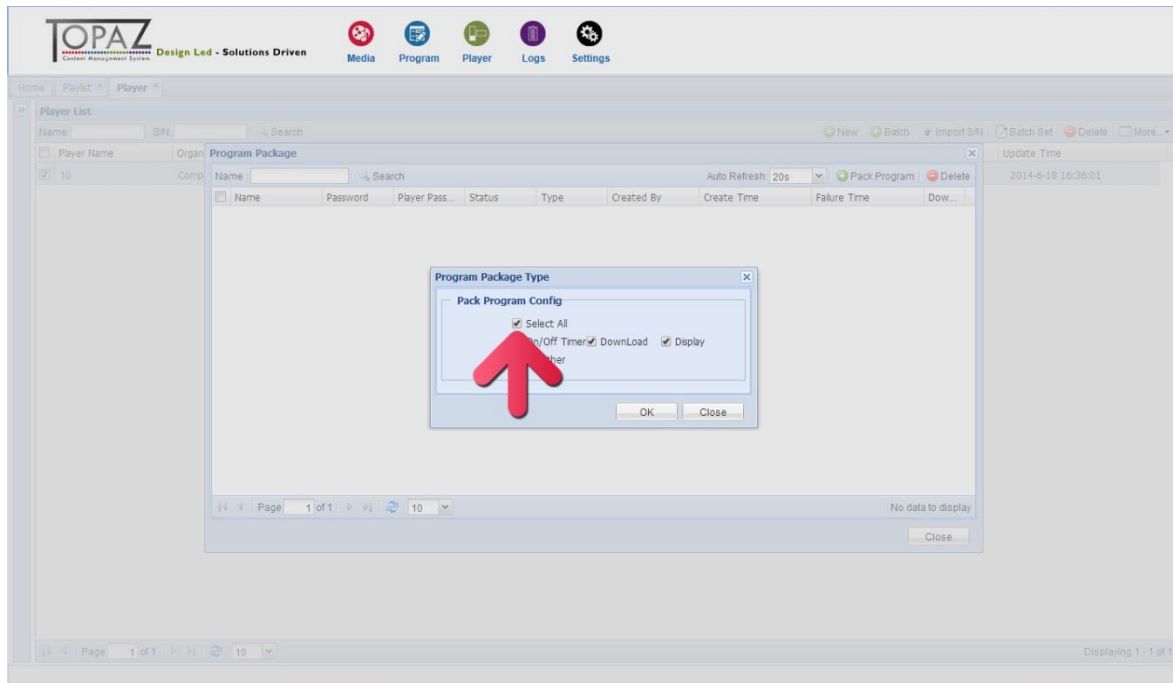 TOPAZ
Content Management System
Design Led - Solutions Driven
Media Program Player Logs Settings
Home Playlist Player
Player List
Name: S/N: Search New Batch Import S/N Batch Set Delete More...
Player Name Organ Update Time
10 Comp 2014-6-18 16:36:01
Program Package
Name : Search Auto Refresh: 20s Pack Program Delete
Name Password Player Pass... Status Type Created By Create Time Failure Time Dow...
Program Package Type
Pack Program Config
Select All
On/Off Timer DownLoad Display
OK Close
Page 1 of 1 10 No data to display
Close
Page 1 of 1 10 Displaying 1 - 1 of 1